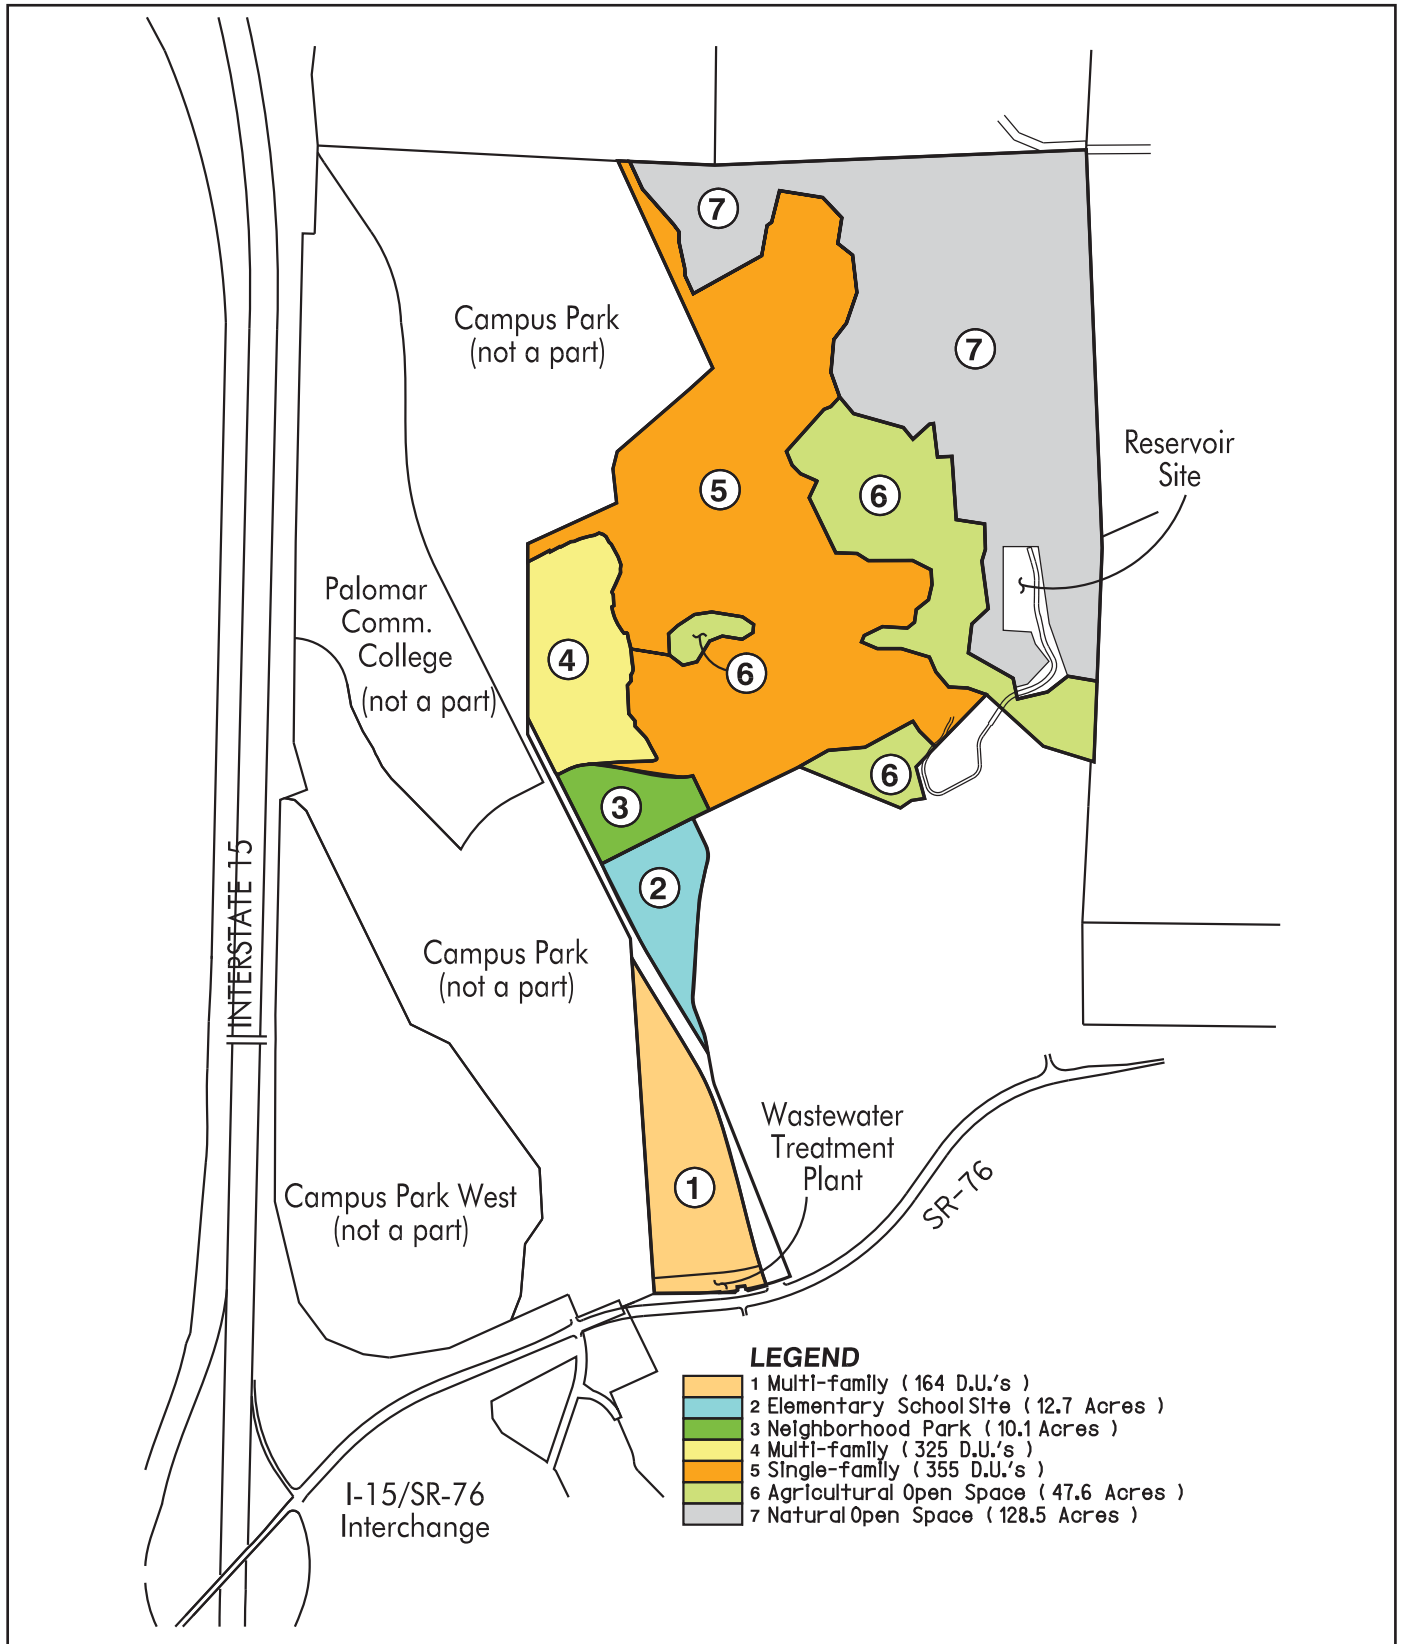 7
Campus Park
(not a part)
7
Reservoir
Site
5
6
Palomar
Comm.
College
(not a part)
4
6
6
3
2
INTERSTATE 15
Campus Park
(not a part)
Wastewater
Treatment
Plant
1
SR-76
Campus Park West
(not a part)
LEGEND
1 Multi-family ( 164 D.U.'s )
2 Elementary School Site ( 12.7 Acres )
3 Neighborhood Park ( 10.1 Acres )
4 Multi-family ( 325 D.U.'s )
5 Single-family ( 355 D.U.'s )
6 Agricultural Open Space ( 47.6 Acres )
7 Natural Open Space ( 128.5 Acres )
I-15/SR-76
Interchange